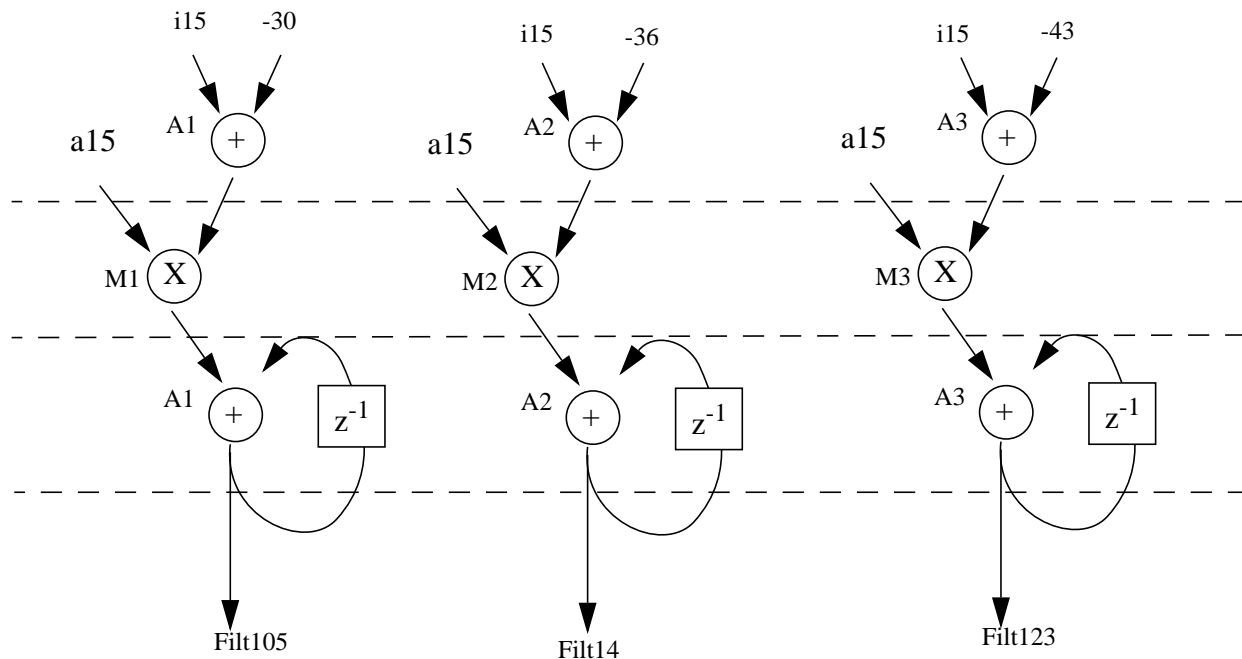 i15 -30 i15 -36 i15 -43
A1 + A2 + A3 +
a15 a15 a15
M1 X M2 X M3 X
A1 + z-1 A2 + z-1 A3 + z-1
Filt105 Filt14 Filt123